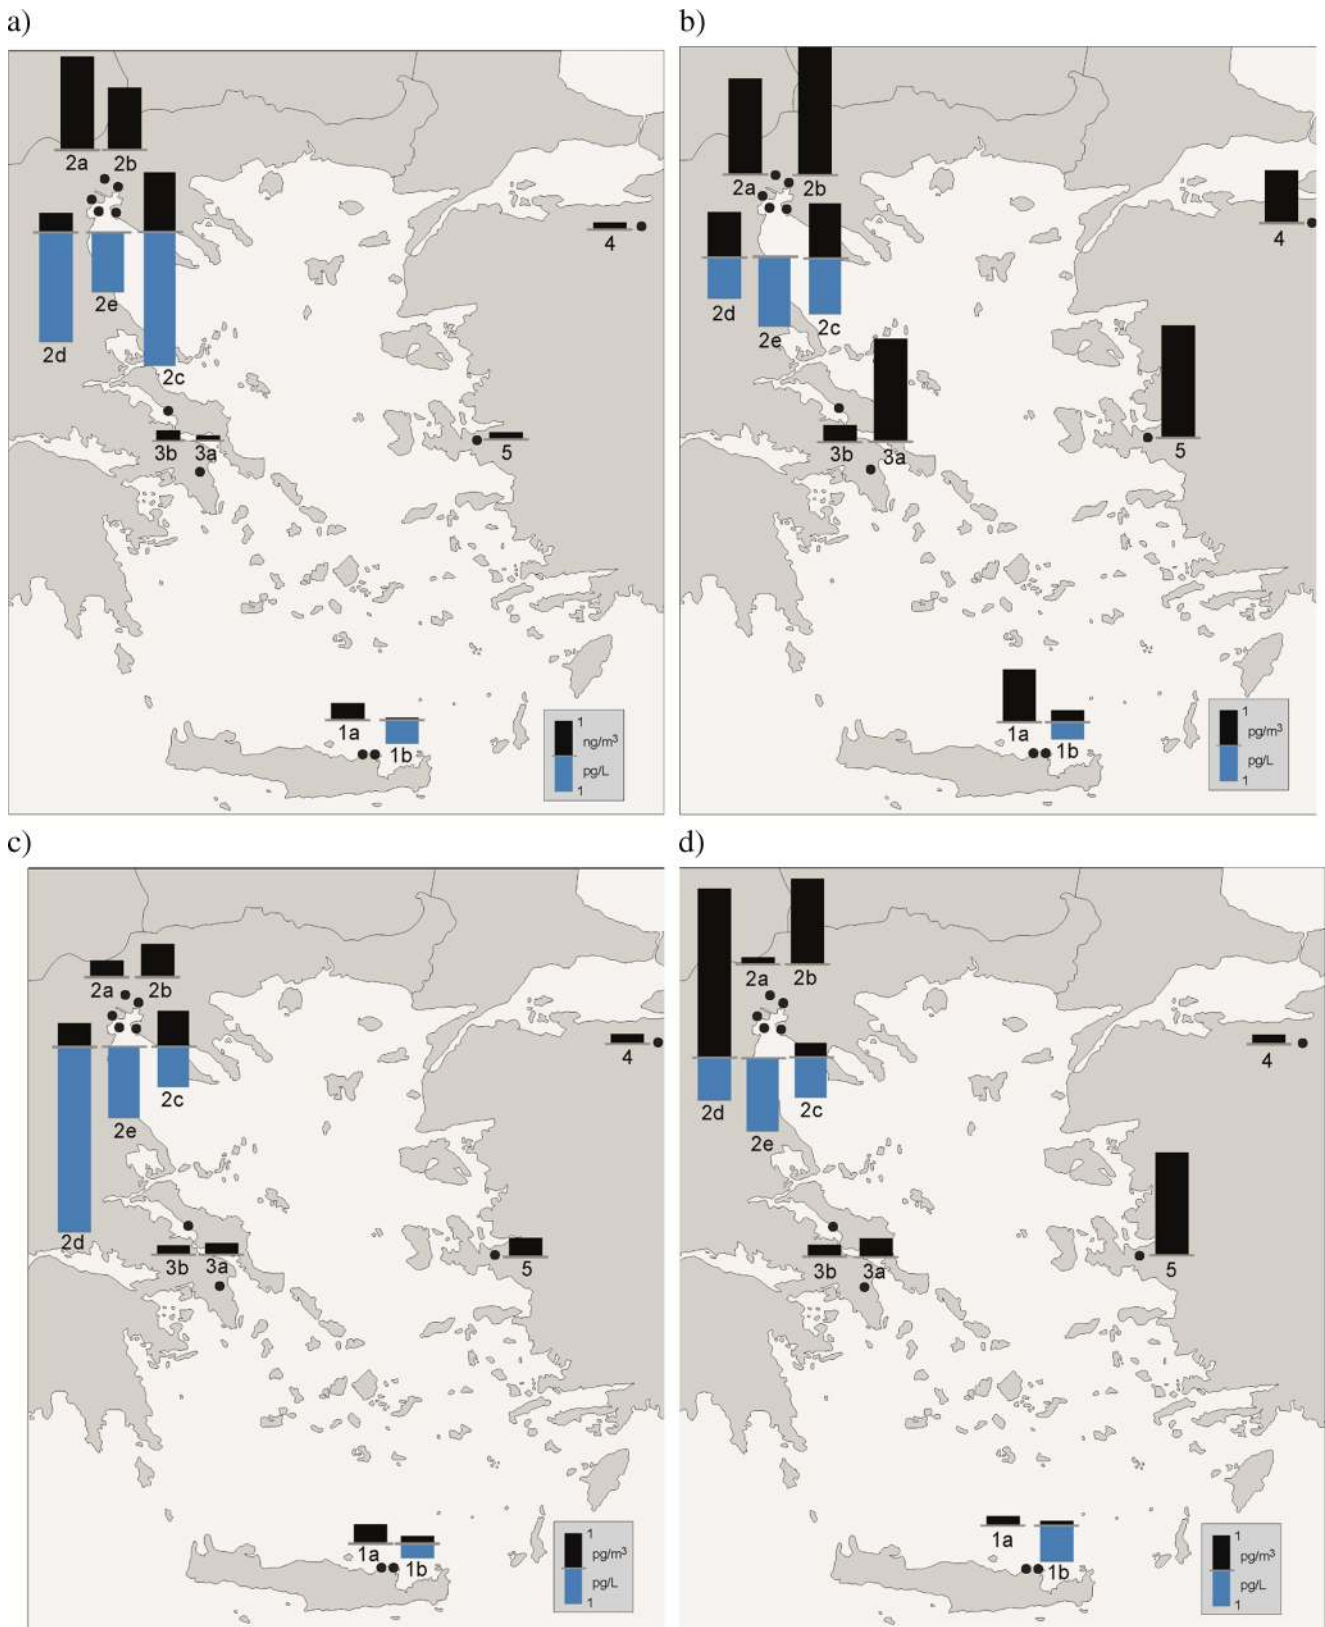 a)
2a 2b
4
2e
2d
2c
3b 3a 5
1a
1b
1
ng/m³
pg/L
1
b)
2a 2b
4
2d
2e 2c
3b 3a 5
1a
1b
1
pg/m³
pg/L
1
c)
2a 2b
4
2c
2e
2d
3b 3a 5
1a
1b
1
pg/m³
pg/L
1
d)
2a 2b
4
2d 2c
2e
3b 3a 5
1a
1b
1
pg/m³
pg/L
1